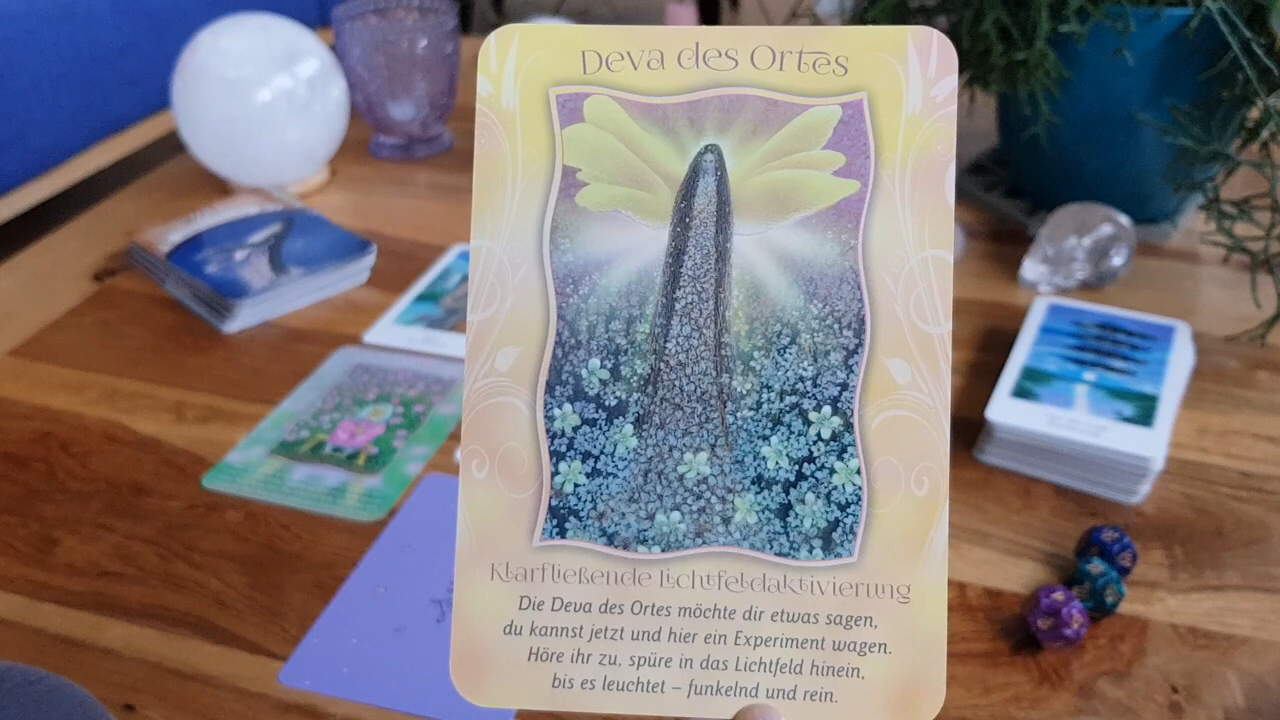 Deva des Ortes
Klarfließende Lichtfeldaktivierung
Die Deva des Ortes möchte dir etwas sagen,
du kannst jetzt und hier ein Experiment wagen.
Höre ihr zu, spüre in das Lichtfeld hinein,
bis es leuchtet – funkelnd und rein.